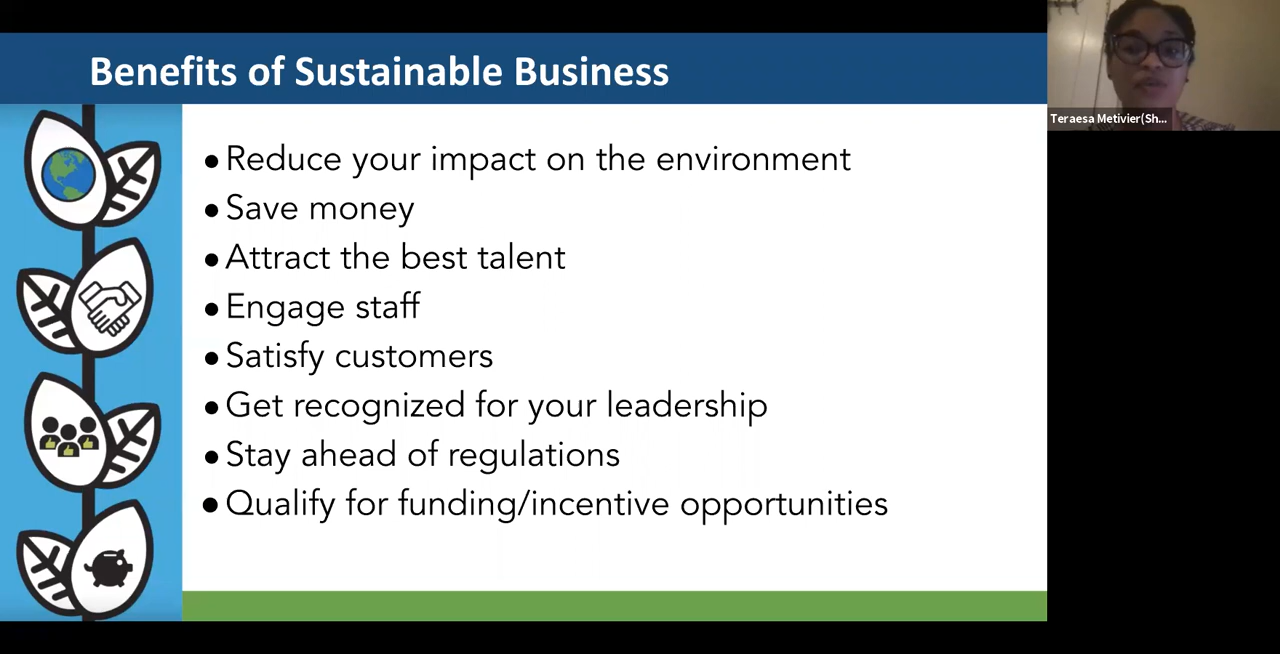 Benefits of Sustainable Business
Teraesa Metivier(Sh...
● Reduce your impact on the environment
● Save money
● Attract the best talent
● Engage staff
● Satisfy customers
● Get recognized for your leadership
● Stay ahead of regulations
● Qualify for funding/incentive opportunities